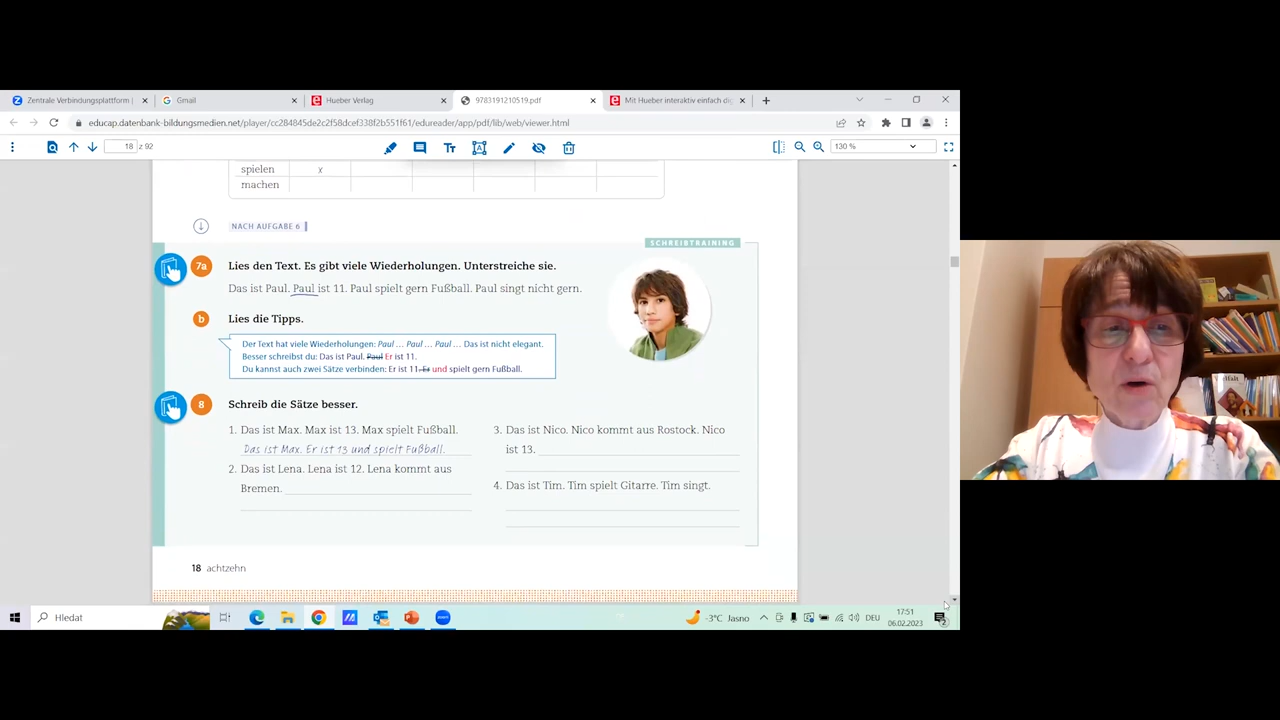 Zentrale Verbindungsplattform |
Gmail
Hueber Verlag
9783191210519.pdf
Mit Hueber interaktiv einfach dig
educap.datenbank-bildungsmedien.net/player/cc284845de2c2f58dcef338f2b551f61/edureader/app/pdf/lib/web/viewer.html
18 z 92
130 %
spielen x
machen
NACH AUFGABE 6
SCHREIBTRAINING
7a Lies den Text. Es gibt viele Wiederholungen. Unterstreiche sie.
Das ist Paul. Paul ist 11. Paul spielt gern Fußball. Paul singt nicht gern.
b Lies die Tipps.
Der Text hat viele Wiederholungen: Paul ... Paul ... Paul ... Das ist nicht elegant.
Besser schreibst du: Das ist Paul. Paul Er ist 11.
Du kannst auch zwei Sätze verbinden: Er ist 11. Er und spielt gern Fußball.
8 Schreib die Sätze besser.
1. Das ist Max. Max ist 13. Max spielt Fußball.
Das ist Max. Er ist 13 und spielt Fußball.
2. Das ist Lena. Lena ist 12. Lena kommt aus
Bremen.
3. Das ist Nico. Nico kommt aus Rostock. Nico
ist 13.
4. Das ist Tim. Tim spielt Gitarre. Tim singt.
18 achtzehn
Hledat
-3°C Jasno
DEU
17:51
06.02.2023